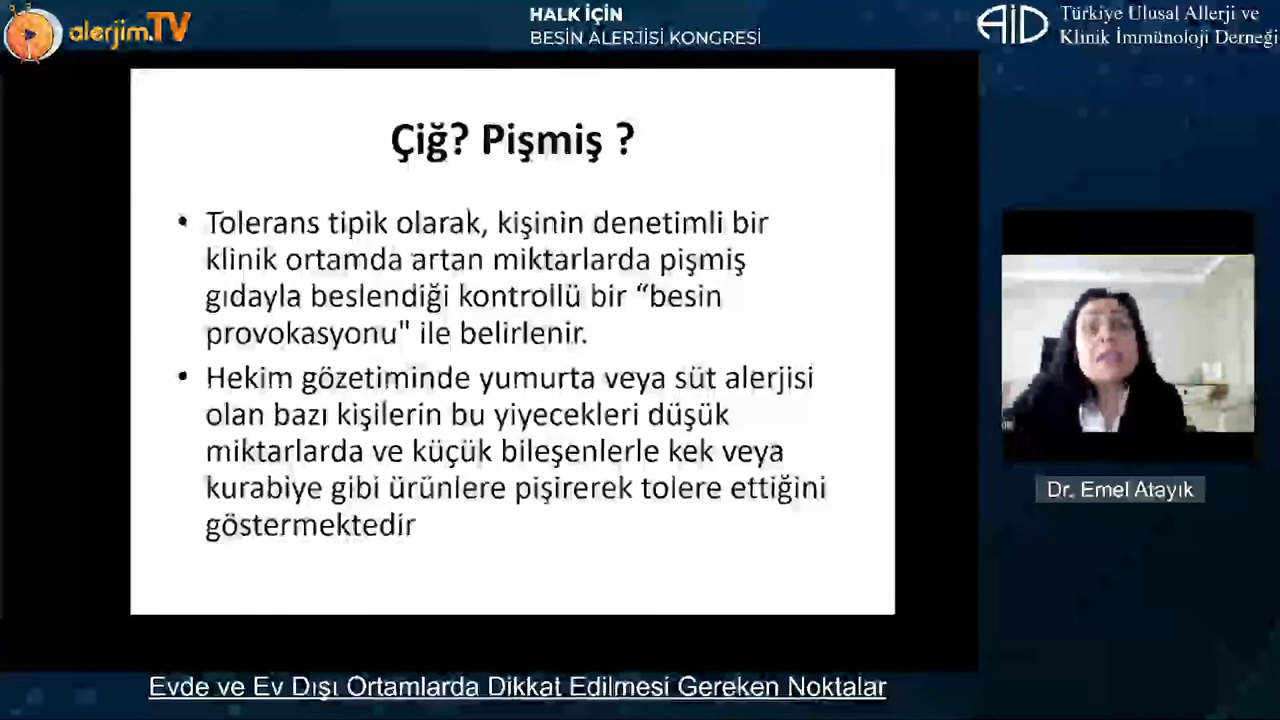 alerjim.TV
HALK İÇİN
BESİN ALERJİSİ KONGRESİ
AİD
Türkiye Ulusal Allerji ve
Klinik İmmünoloji Derneği
Çiğ? Pişmiş ?
• Tolerans tipik olarak, kişinin denetimli bir
klinik ortamda artan miktarlarda pişmiş
gıdayla beslendiği kontrollü bir “besin
provokasyonu" ile belirlenir.
• Hekim gözetiminde yumurta veya süt alerjisi
olan bazı kişilerin bu yiyecekleri düşük
miktarlarda ve küçük bileşenlerle kek veya
kurabiye gibi ürünlere pişirerek tolere ettiğini
göstermektedir
Dr. Emel Atayık
Evde ve Ev Dışı Ortamlarda Dikkat Edilmesi Gereken Noktalar